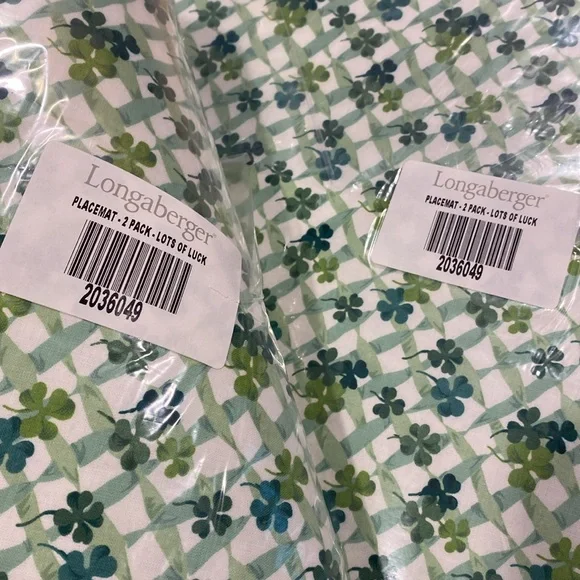 Longaberger®
PLACEMAT - 2 PACK - LOTS OF LUCK
2036049
Longaberger®
PLACEMAT - 2 PACK - LOTS OF LUCK
2036049